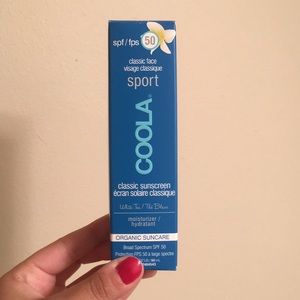 spf / fps 50
classic face
visage classique
sport
COOLA
classic sunscreen
écran solaire classique
White Tea / Thé Blanc
moisturizer /
hydratant
ORGANIC SUNCARE
Broad Spectrum SPF 50
Protection FPS 50 à large spectre